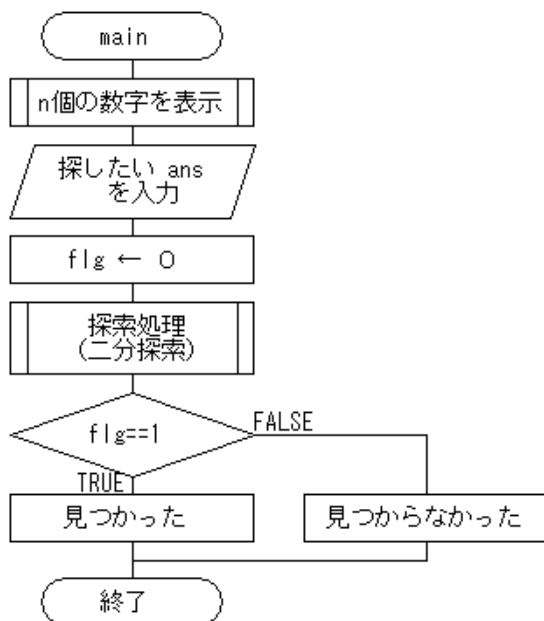 main
n個の数字を表示
探したい ans
を入力
flg ← 0
探索処理
(二分探索)
flg==1
FALSE
TRUE
見つかった
見つからなかった
終了